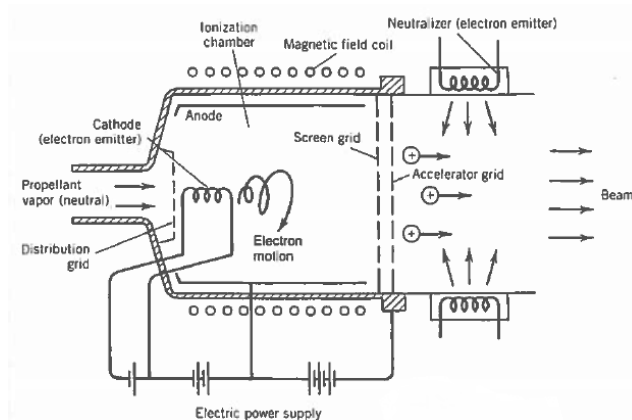 Ionization
chamber
Magnetic field coil
Neutralizer (electron emitter)
Cathode
(electron emitter)
Anode
Screen grid
Accelerator grid
Propellant
vapor (neutral)
Beam
Distribution
grid
Electron
motion
Electric power supply